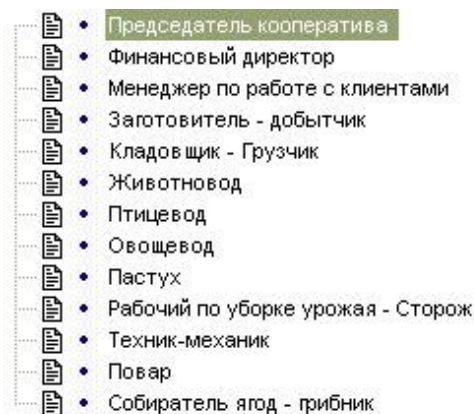 • Председатель кооператива
• Финансовый директор
• Менеджер по работе с клиентами
• Заготовитель - добытчик
• Кладовщик - Грузчик
• Животновод
• Птицевод
• Овощевод
• Пастух
• Рабочий по уборке урожая - Сторож
• Техник-механик
• Повар
• Собиратель ягод - грибник